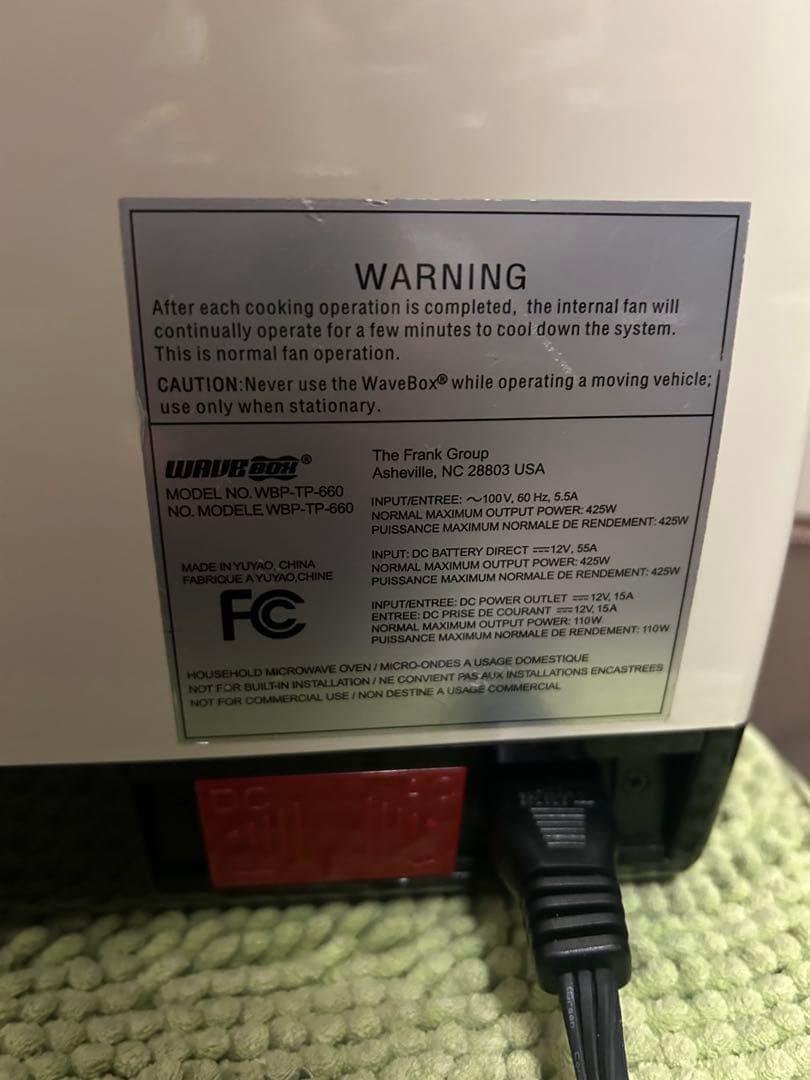 WARNING
After each cooking operation is completed, the internal fan will
continually operate for a few minutes to cool down the system.
This is normal fan operation.
CAUTION:Never use the WaveBox® while operating a moving vehicle;
use only when stationary.
WAVEBOX®
MODEL NO. WBP-TP-660
NO. MODELE WBP-TP-660
MADE IN YUYAO, CHINA
FABRIQUE A YUYAO,CHINE
FC
The Frank Group
Asheville, NC 28803 USA
INPUT/ENTREE: ～100V, 60 Hz, 5.5A
NORMAL MAXIMUM OUTPUT POWER: 425W
PUISSANCE MAXIMUM NORMALE DE RENDEMENT: 425W
INPUT: DC BATTERY DIRECT ⎓12V, 55A
NORMAL MAXIMUM OUTPUT POWER: 425W
PUISSANCE MAXIMUM NORMALE DE RENDEMENT: 425W
INPUT/ENTREE: DC POWER OUTLET ⎓12V, 15A
ENTREE: DC PRISE DE COURANT ⎓12V, 15A
NORMAL MAXIMUM OUTPUT POWER: 110W
PUISSANCE MAXIMUM NORMALE DE RENDEMENT: 110W
HOUSEHOLD MICROWAVE OVEN / MICRO-ONDES A USAGE DOMESTIQUE
NOT FOR BUILT-IN INSTALLATION / NE CONVIENT PAS AUX INSTALLATIONS ENCASTREES
NOT FOR COMMERCIAL USE / NON DESTINE A USAGE COMMERCIAL
DC